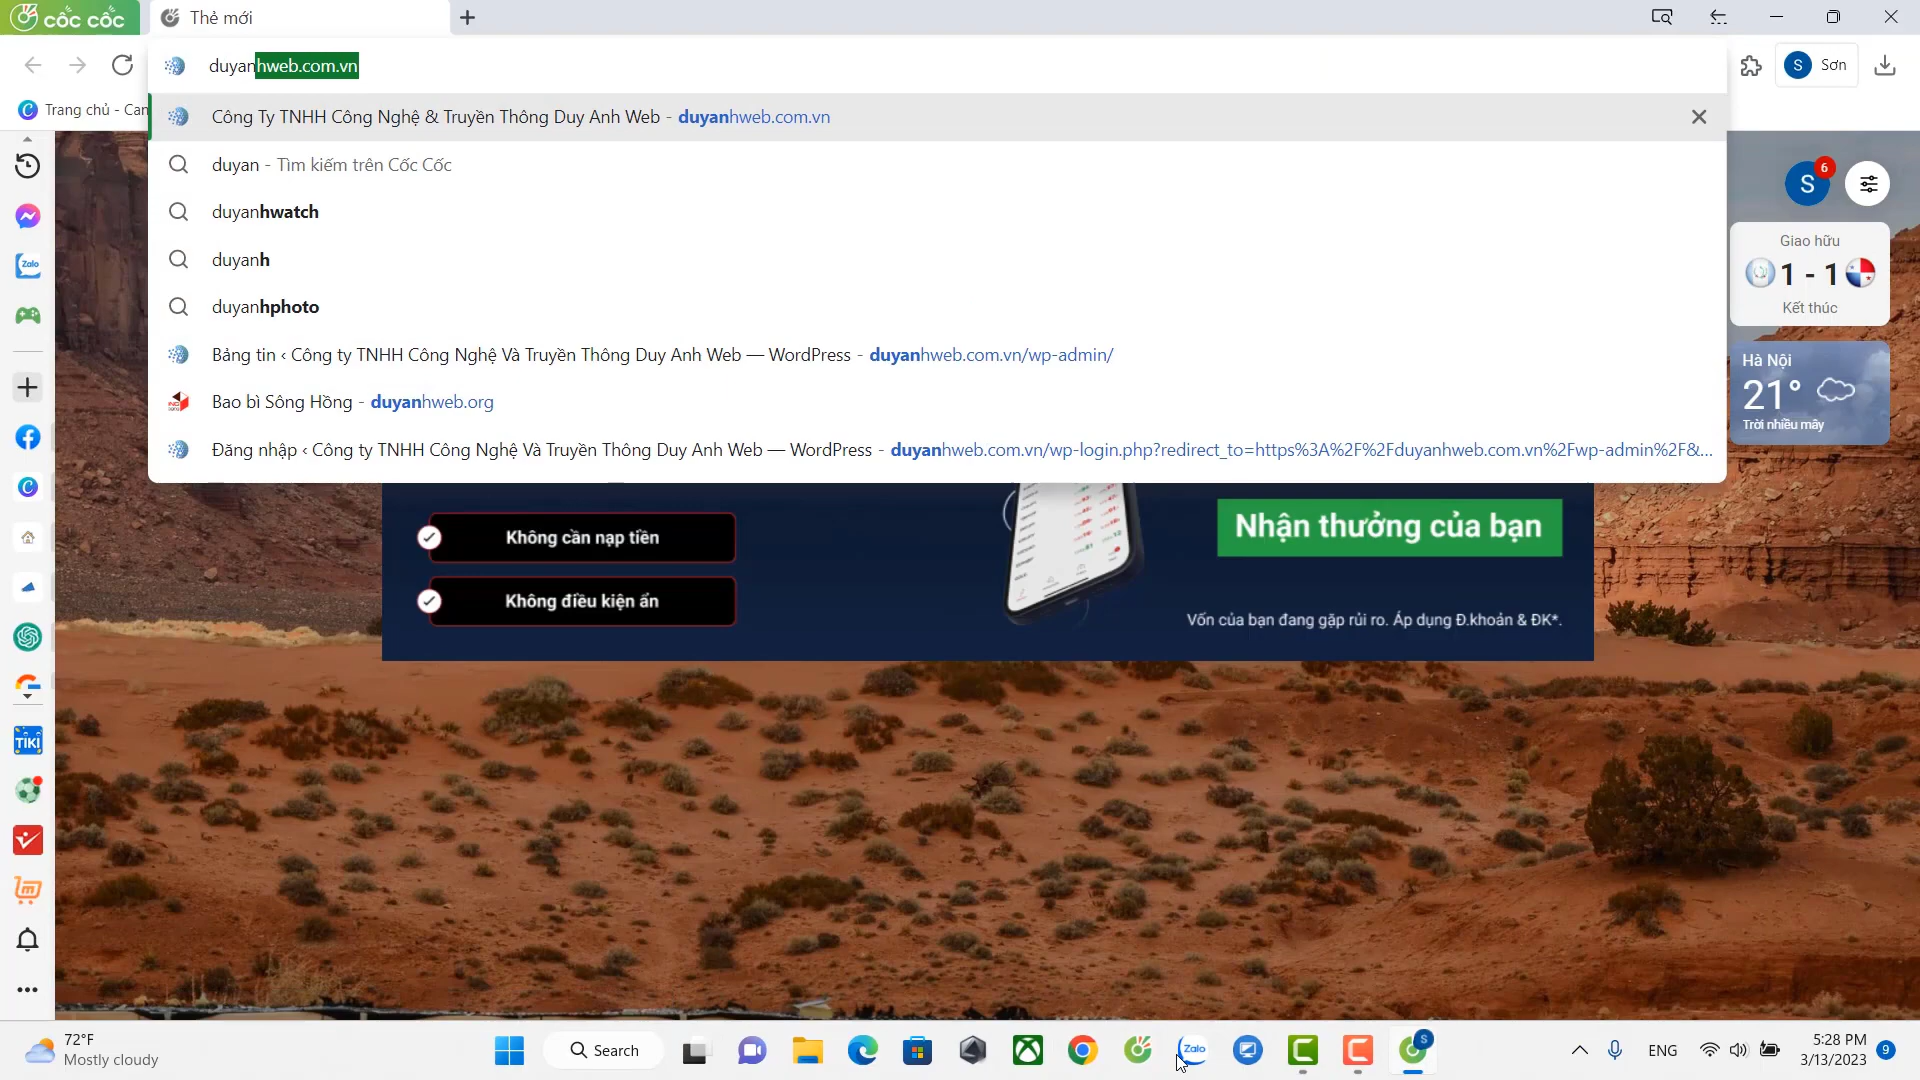 cốc cốc
Thẻ mới
duyanhweb.com.vn
S Sơn
Trang chủ - Can
Công Ty TNHH Công Nghệ & Truyền Thông Duy Anh Web - duyanhweb.com.vn
duyan - Tìm kiếm trên Cốc Cốc
duyanhwatch
duyanh
duyanhphoto
Bảng tin ‹ Công ty TNHH Công Nghệ Và Truyền Thông Duy Anh Web — WordPress - duyanhweb.com.vn/wp-admin/
Bao bì Sông Hồng - duyanhweb.org
Đăng nhập ‹ Công ty TNHH Công Nghệ Và Truyền Thông Duy Anh Web — WordPress - duyanhweb.com.vn/wp-login.php?redirect_to=https%3A%2F%2Fduyanhweb.com.vn%2Fwp-admin%2F&...
S 6
Giao hữu
1 - 1
Kết thúc
Hà Nội
21°
Trời nhiều mây
Zalo
TIKI
Không cần nạp tiền
Không điều kiện ẩn
Nhận thưởng của bạn
Vốn của bạn đang gặp rủi ro. Áp dụng Đ.khoản & ĐK*.
72°F
Mostly cloudy
Search
Zalo
S
ENG
5:28 PM
3/13/2023
9